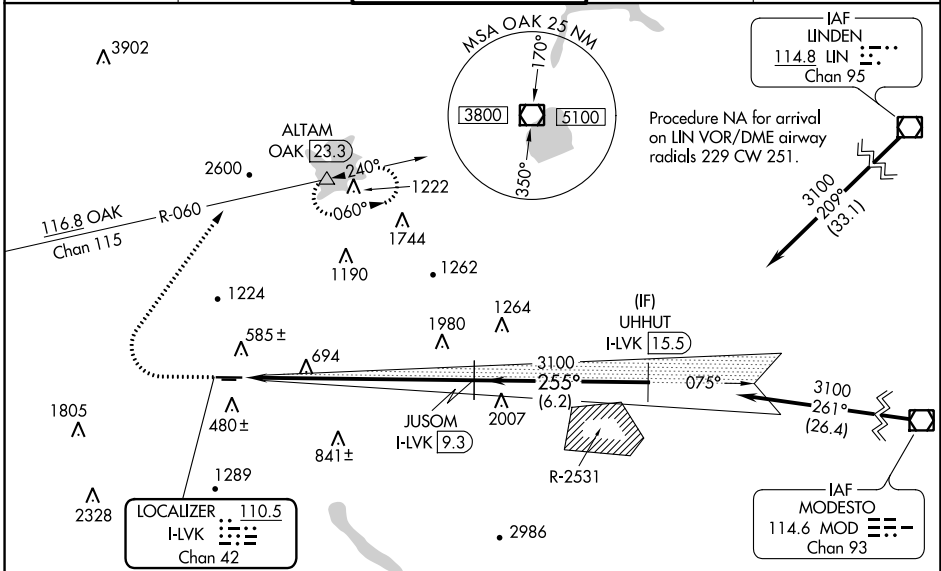 3902
MSA OAK 25 NM
170°
3800
5100
350°
IAF
LINDEN
114.8 LIN
Chan 95
Procedure NA for arrival
on LIN VOR/DME airway
radials 229 CW 251.
3100
209°
(33.1)
ALTAM
OAK 23.3
2600
240°
1222
060°
116.8 OAK
R-060
Chan 115
1744
1190
1262
1224
1264
1980
585±
694
(IF)
UHHUT
I-LVK 15.5
3100
255°
(6.2)
075°
3100
261°
(26.4)
1805
480±
841±
JUSOM
I-LVK 9.3
2007
R-2531
1289
2328
2986
LOCALIZER 110.5
I-LVK
Chan 42
IAF
MODESTO
114.6 MOD
Chan 93